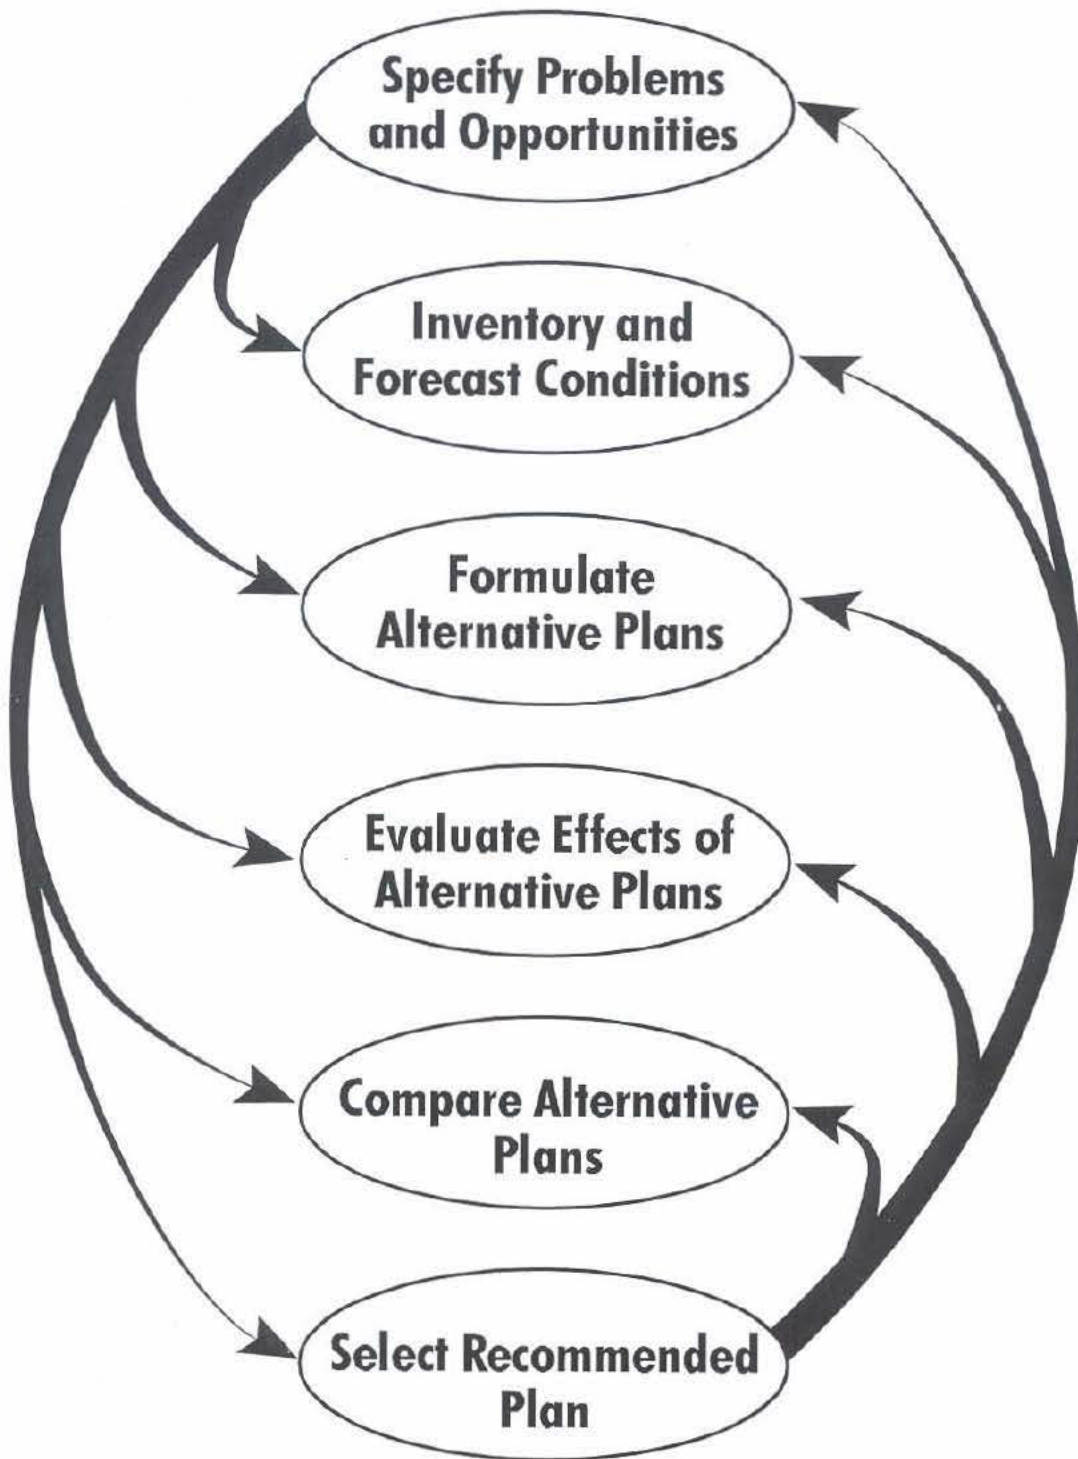 Specify Problems
and Opportunities
Inventory and
Forecast Conditions
Formulate
Alternative Plans
Evaluate Effects of
Alternative Plans
Compare Alternative
Plans
Select Recommended
Plan